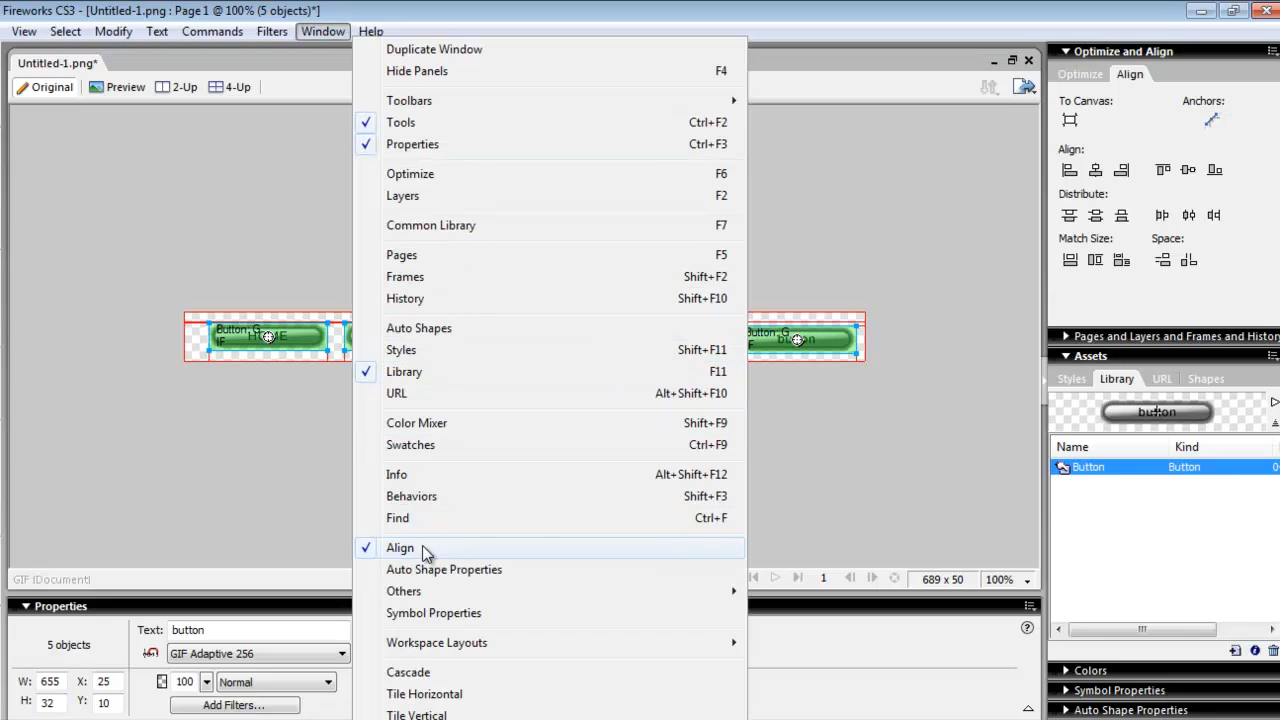 Fireworks CS3 - [Untitled-1.png : Page 1 @ 100% (5 objects)*]
View Select Modify Text Commands Filters Window Help
Untitled-1.png*
Original Preview 2-Up 4-Up
Duplicate Window
Hide Panels F4
Toolbars
Tools Ctrl+F2
Properties Ctrl+F3
Optimize F6
Layers F2
Common Library F7
Pages F5
Frames Shift+F2
History Shift+F10
Auto Shapes
Styles Shift+F11
Library F11
URL Alt+Shift+F10
Color Mixer Shift+F9
Swatches Ctrl+F9
Info Alt+Shift+F12
Behaviors Shift+F3
Find Ctrl+F
Align
Auto Shape Properties
Others
Symbol Properties
Workspace Layouts
Cascade
Tile Horizontal
Tile Vertical
Button: G
IF HOME
Button: G
F button
GIF (Document)
1 689 x 50 100%
Properties
5 objects
Text: button
GIF Adaptive 256
W: 655 X: 25
100 Normal
H: 32 Y: 10
Add Filters...
Optimize and Align
Optimize Align
To Canvas: Anchors:
Align:
Distribute:
Match Size: Space:
Pages and Layers and Frames and History
Assets
Styles Library URL Shapes
button
Name Kind
Button Button 0
Colors
Symbol Properties
Auto Shape Properties